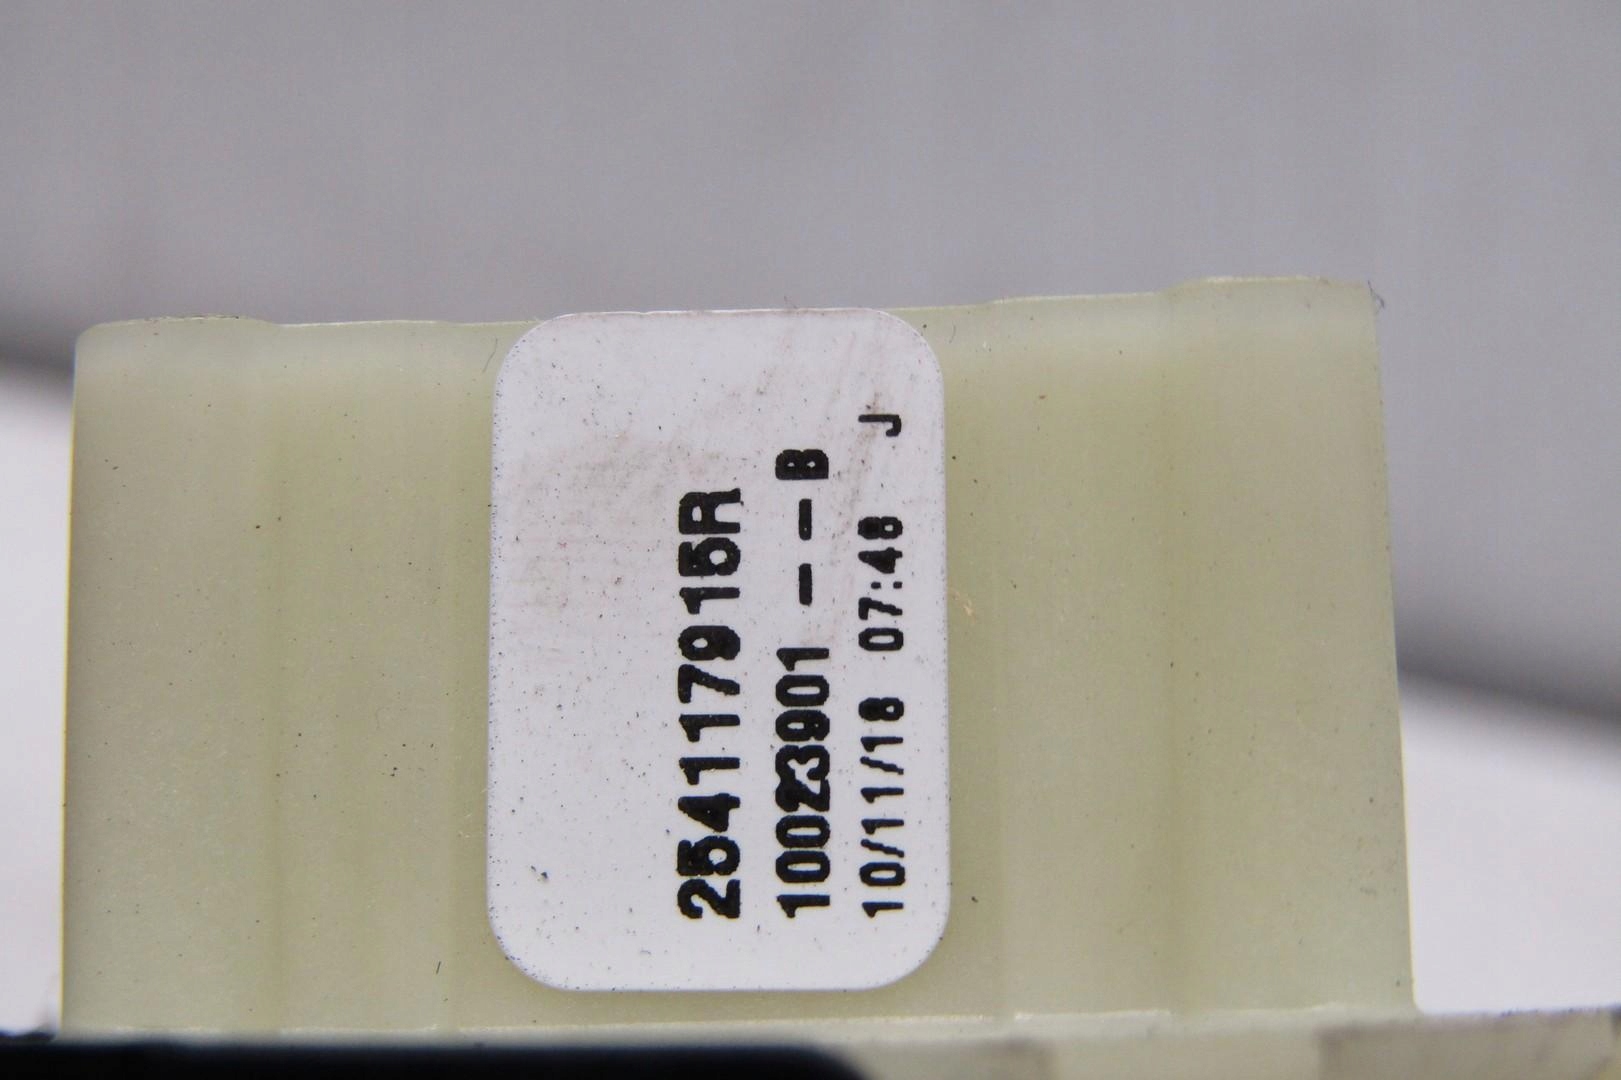 254117915R
10023901 – – B
10/11/18 07:48 J